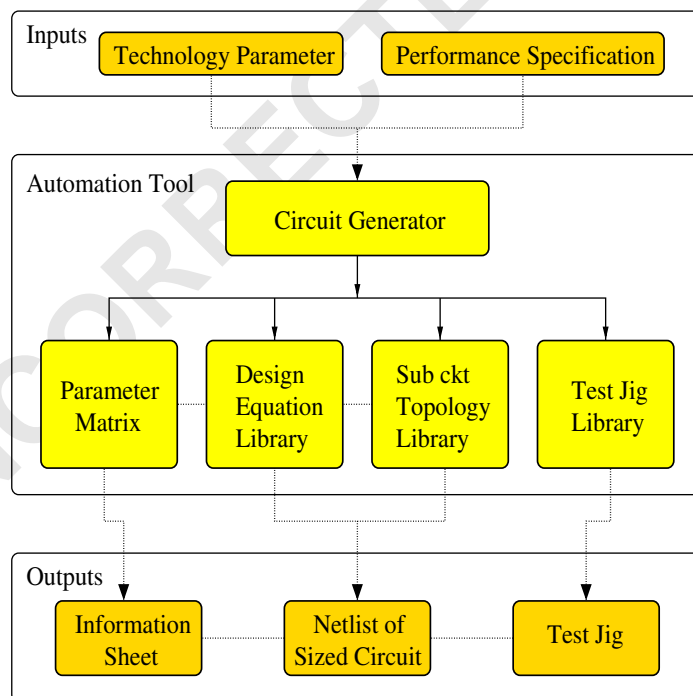 Inputs
Technology Parameter
Performance Specification
Automation Tool
Circuit Generator
Parameter
Matrix
Design
Equation
Library
Sub ckt
Topology
Library
Test Jig
Library
Outputs
Information
Sheet
Netlist of
Sized Circuit
Test Jig